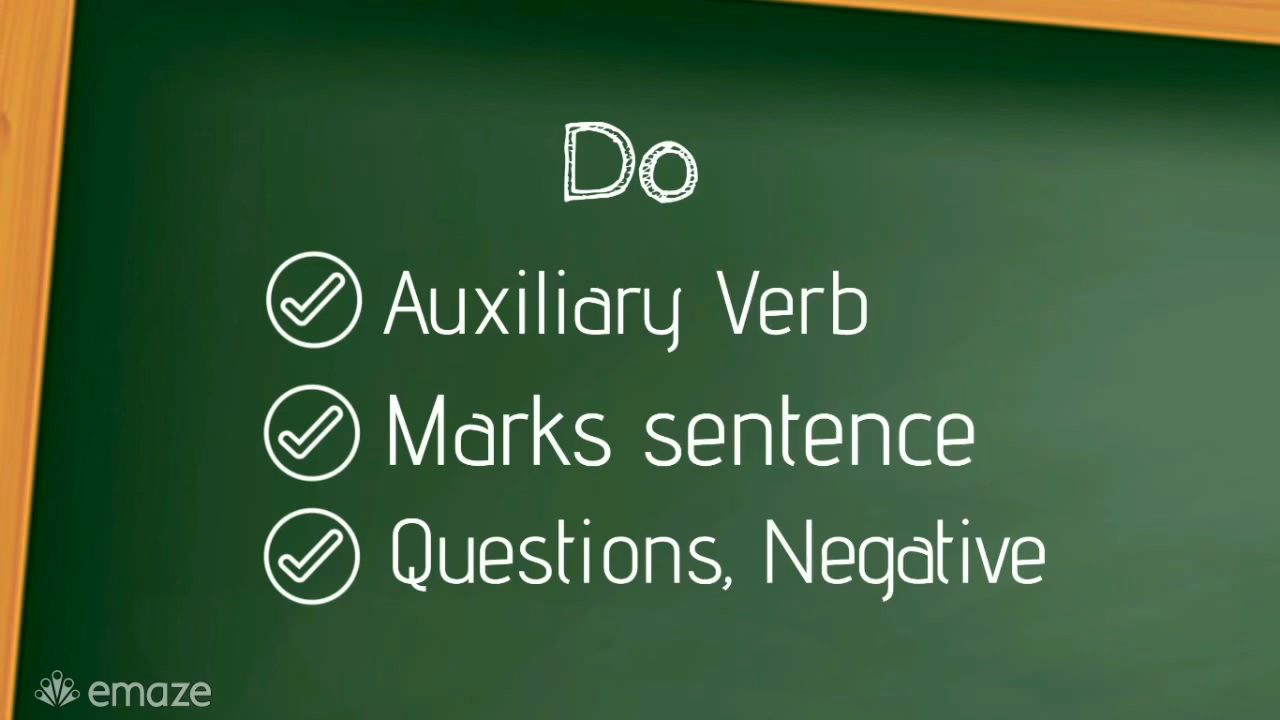 Do
Auxiliary Verb
Marks sentence
Questions, Negative
emaze